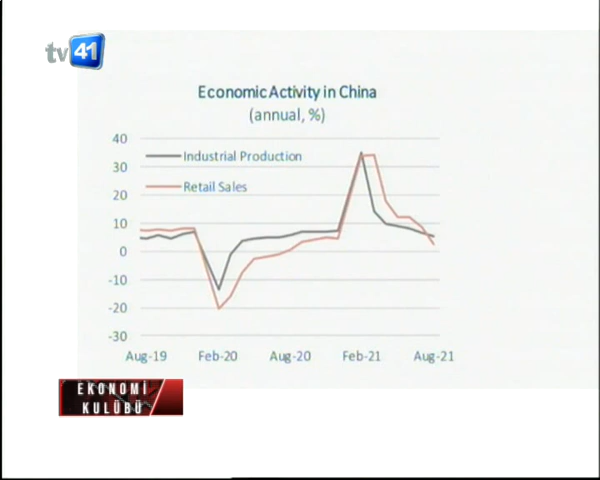 tv41
Economic Activity in China
(annual, %)
40
30
20
10
0
-10
-20
-30
Industrial Production
Retail Sales
Aug-19 Feb-20 Aug-20 Feb-21 Aug-21
EKONOMİ
KULÜBÜ